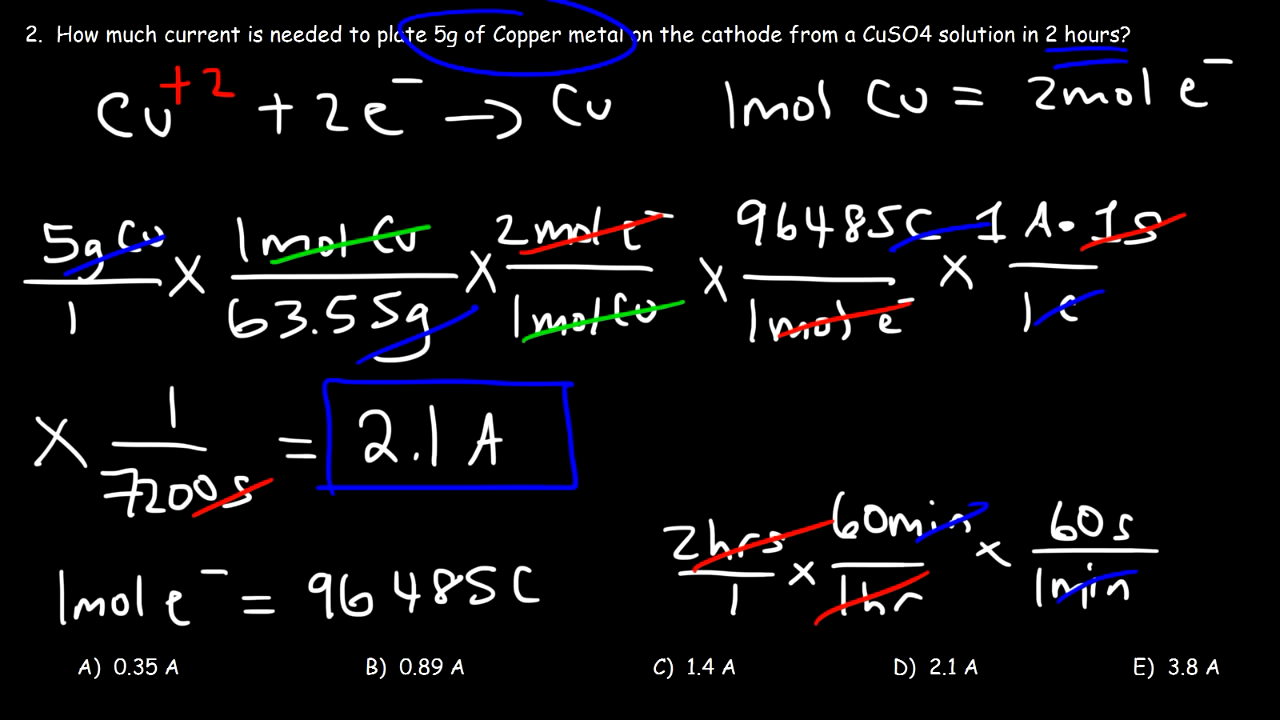 2. How much current is needed to plate 5g of Copper metal on the cathode from a CuSO4 solution in 2 hours?
Cu+2 + 2e- → Cu 1mol Cu = 2mol e-
5g Cu/1 × 1mol Cu/63.55g × 2mol e-/1mol Cu × 96485C/1mol e- × 1 A·1s/1C
× 1/7200s = 2.1 A
2hrs/1 × 60min/1hr × 60s/1min
1mol e- = 96485C
A) 0.35 A B) 0.89 A C) 1.4 A D) 2.1 A E) 3.8 A